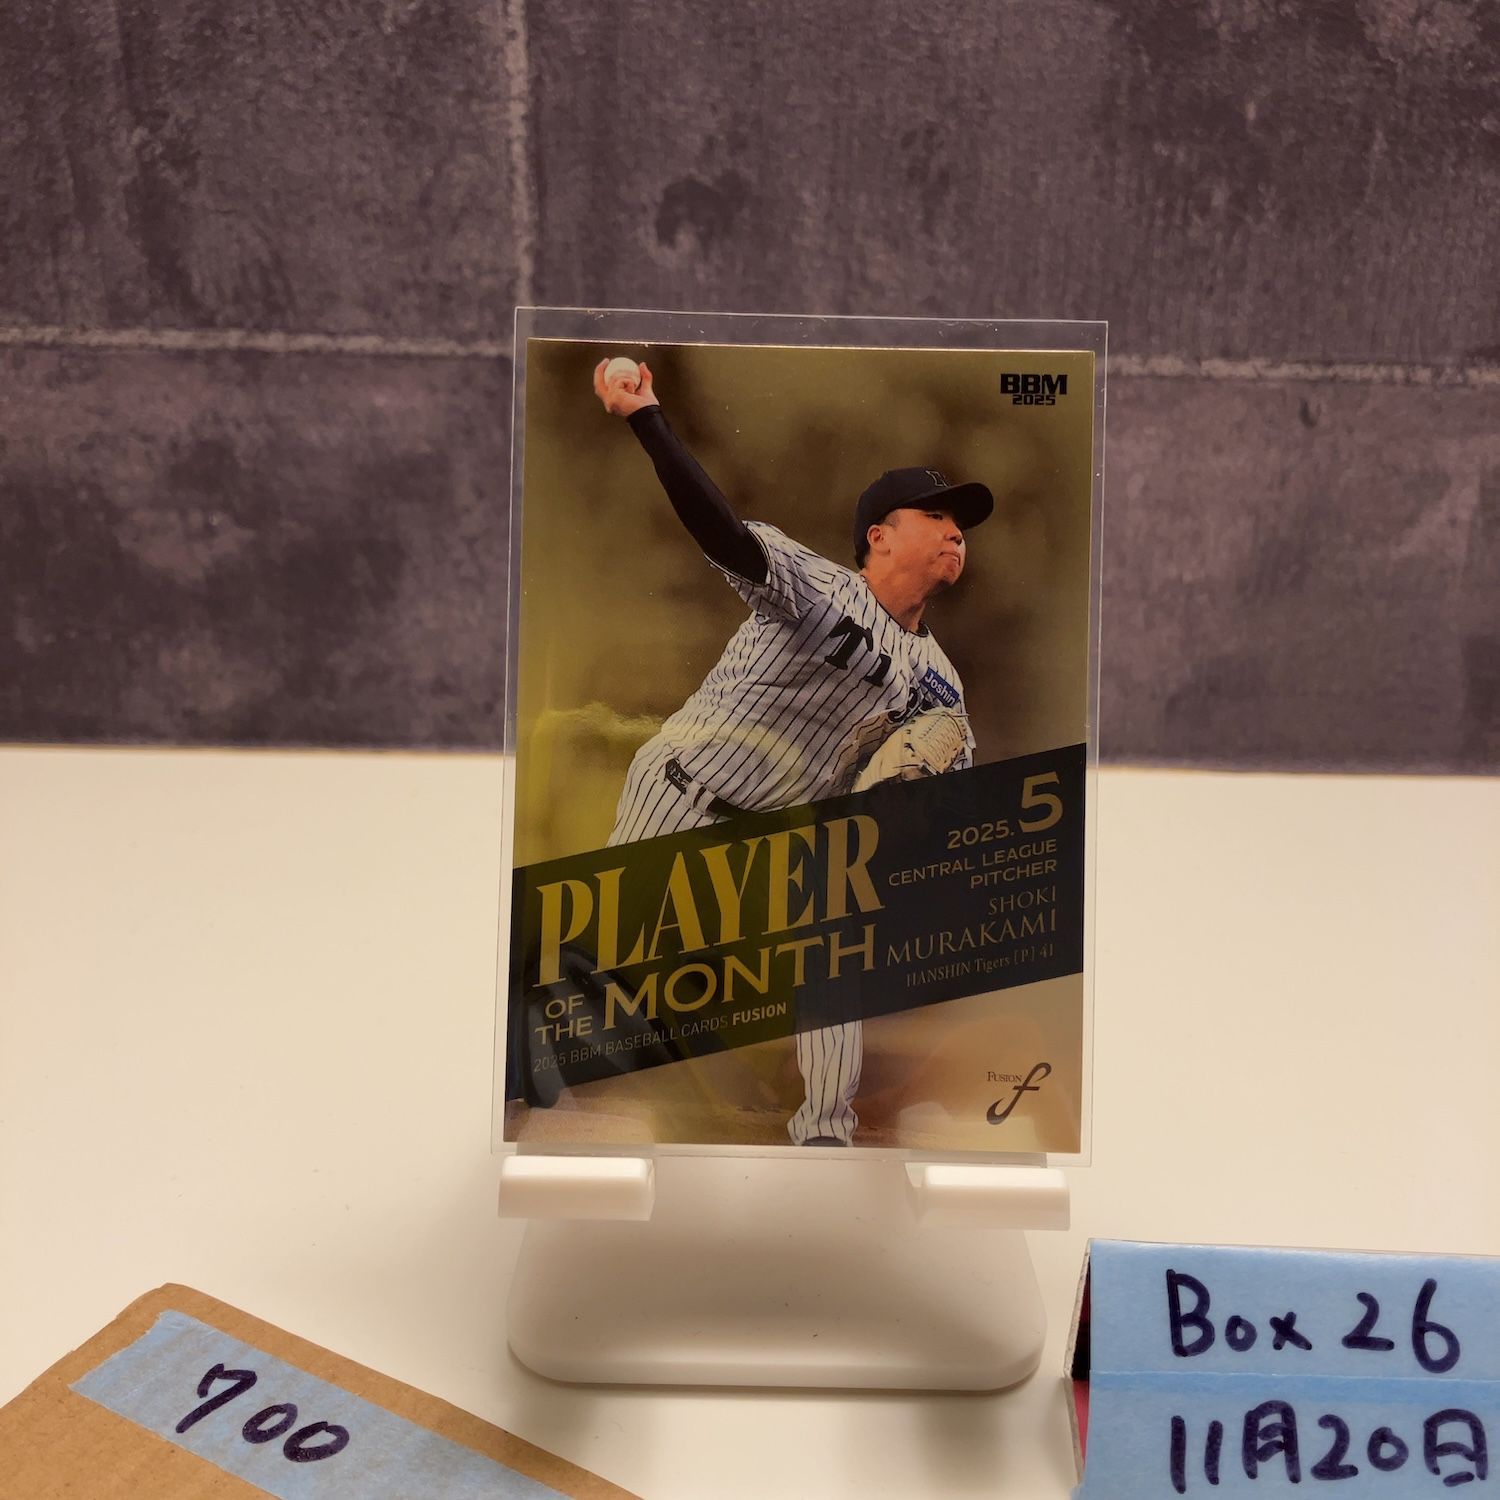 BBM
2025
Ti
Joshin
PLAYER
OF
THE MONTH
2025 BBM BASEBALL CARDS FUSION
2025.5
CENTRAL LEAGUE
PITCHER
SHOKI
MURAKAMI
HANSHIN Tigers [P] 41
FUSION
f
700
Box 26
11月20日